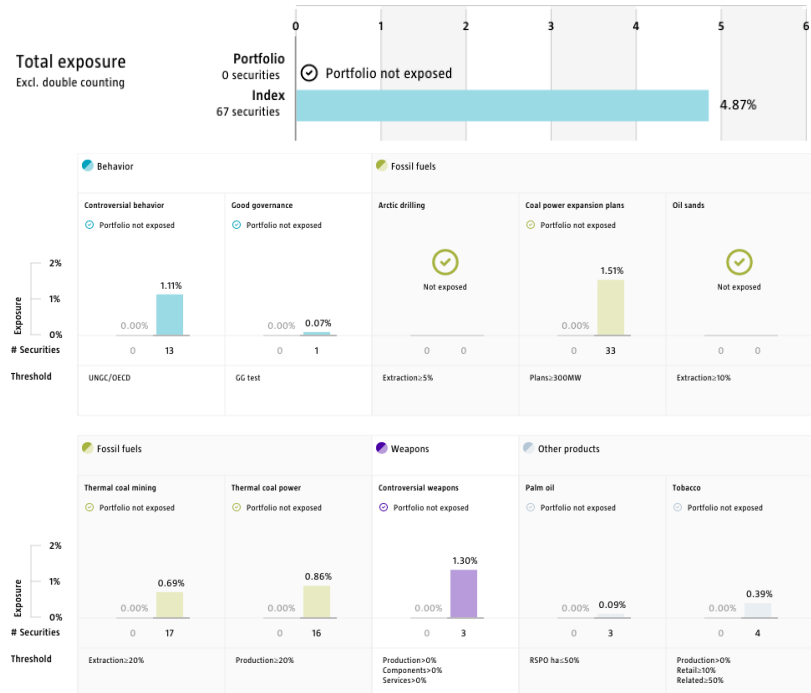 0 1 2 3 4 5 6
Total exposure
Excl. double counting
Portfolio
0 securities
Portfolio not exposed
Index
67 securities
4.87%
Behavior
Fossil fuels
Controversial behavior
Good governance
Arctic drilling
Coal power expansion plans
Oil sands
Portfolio not exposed
Portfolio not exposed
Portfolio not exposed
Not exposed
Not exposed
Exposure
2%
1%
0%
0.00% 1.11%
0.00% 0.07%
0.00% 1.51%
# Securities 0 13 0 1 0 0 0 33 0 0
Threshold UNGC/OECD GG test Extraction≥5% Plans≥300MW Extraction≥10%
Fossil fuels
Weapons
Other products
Thermal coal mining
Thermal coal power
Controversial weapons
Palm oil
Tobacco
Portfolio not exposed
Portfolio not exposed
Portfolio not exposed
Portfolio not exposed
Portfolio not exposed
Exposure
2%
1%
0%
0.00% 0.69%
0.00% 0.86%
0.00% 1.30%
0.00% 0.09%
0.00% 0.39%
# Securities 0 17 0 16 0 3 0 3 0 4
Threshold Extraction≥20% Production≥20%
Production>0%
Components>0%
Services>0%
RSPO ha≤50%
Production>0%
Retail≥10%
Related≥50%